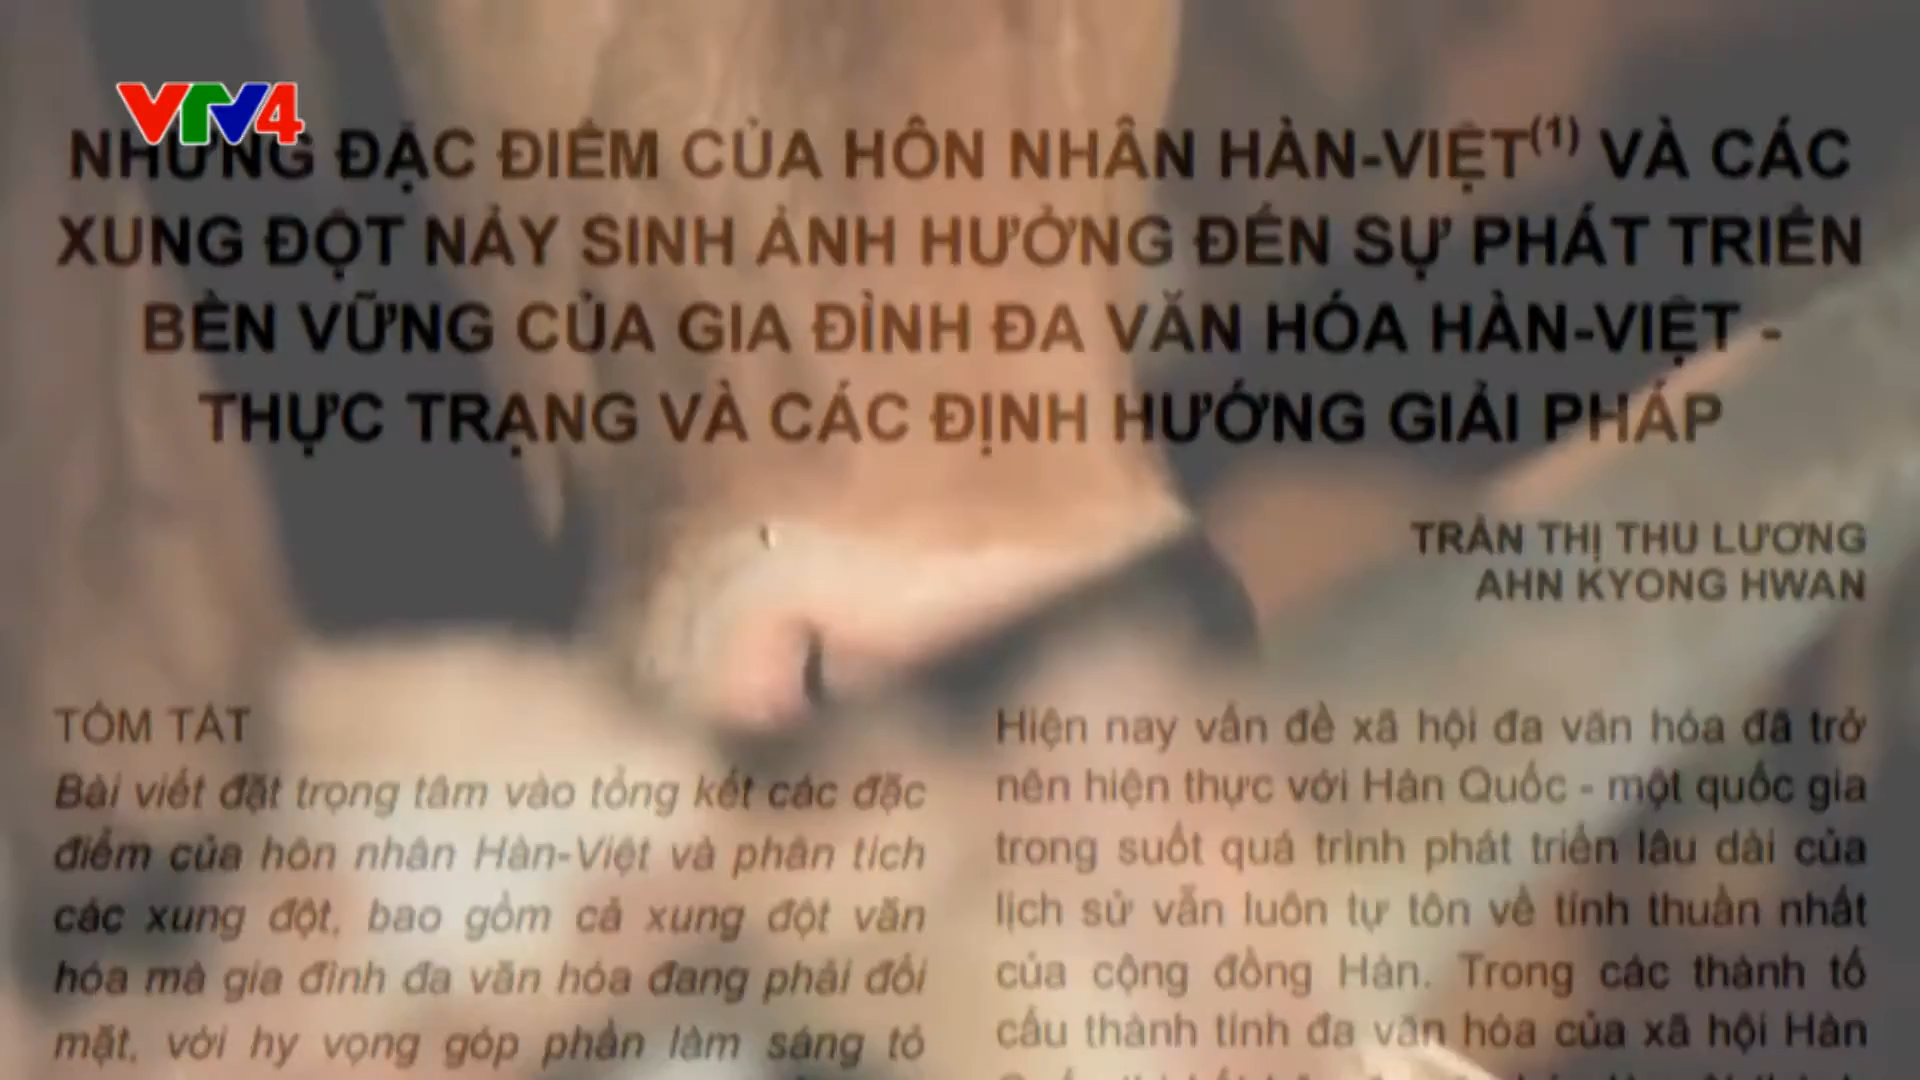 VTV4
NHỮNG ĐẶC ĐIỂM CỦA HÔN NHÂN HÀN-VIỆT(1) VÀ CÁC
XUNG ĐỘT NẢY SINH ẢNH HƯỞNG ĐẾN SỰ PHÁT TRIỂN
BỀN VỮNG CỦA GIA ĐÌNH ĐA VĂN HÓA HÀN-VIỆT -
THỰC TRẠNG VÀ CÁC ĐỊNH HƯỚNG GIẢI PHÁP
TRẦN THỊ THU LƯƠNG
AHN KYONG HWAN
TÓM TẮT
Bài viết đặt trọng tâm vào tổng kết các đặc
điểm của hôn nhân Hàn-Việt và phân tích
các xung đột, bao gồm cả xung đột văn
hóa mà gia đình đa văn hóa đang phải đối
mặt, với hy vọng góp phần làm sáng tỏ
Hiện nay vấn đề xã hội đa văn hóa đã trở
nên hiện thực với Hàn Quốc - một quốc gia
trong suốt quá trình phát triển lâu dài của
lịch sử vẫn luôn tự tôn về tính thuần nhất
của cộng đồng Hàn. Trong các thành tố
cấu thành tính đa văn hóa của xã hội Hàn